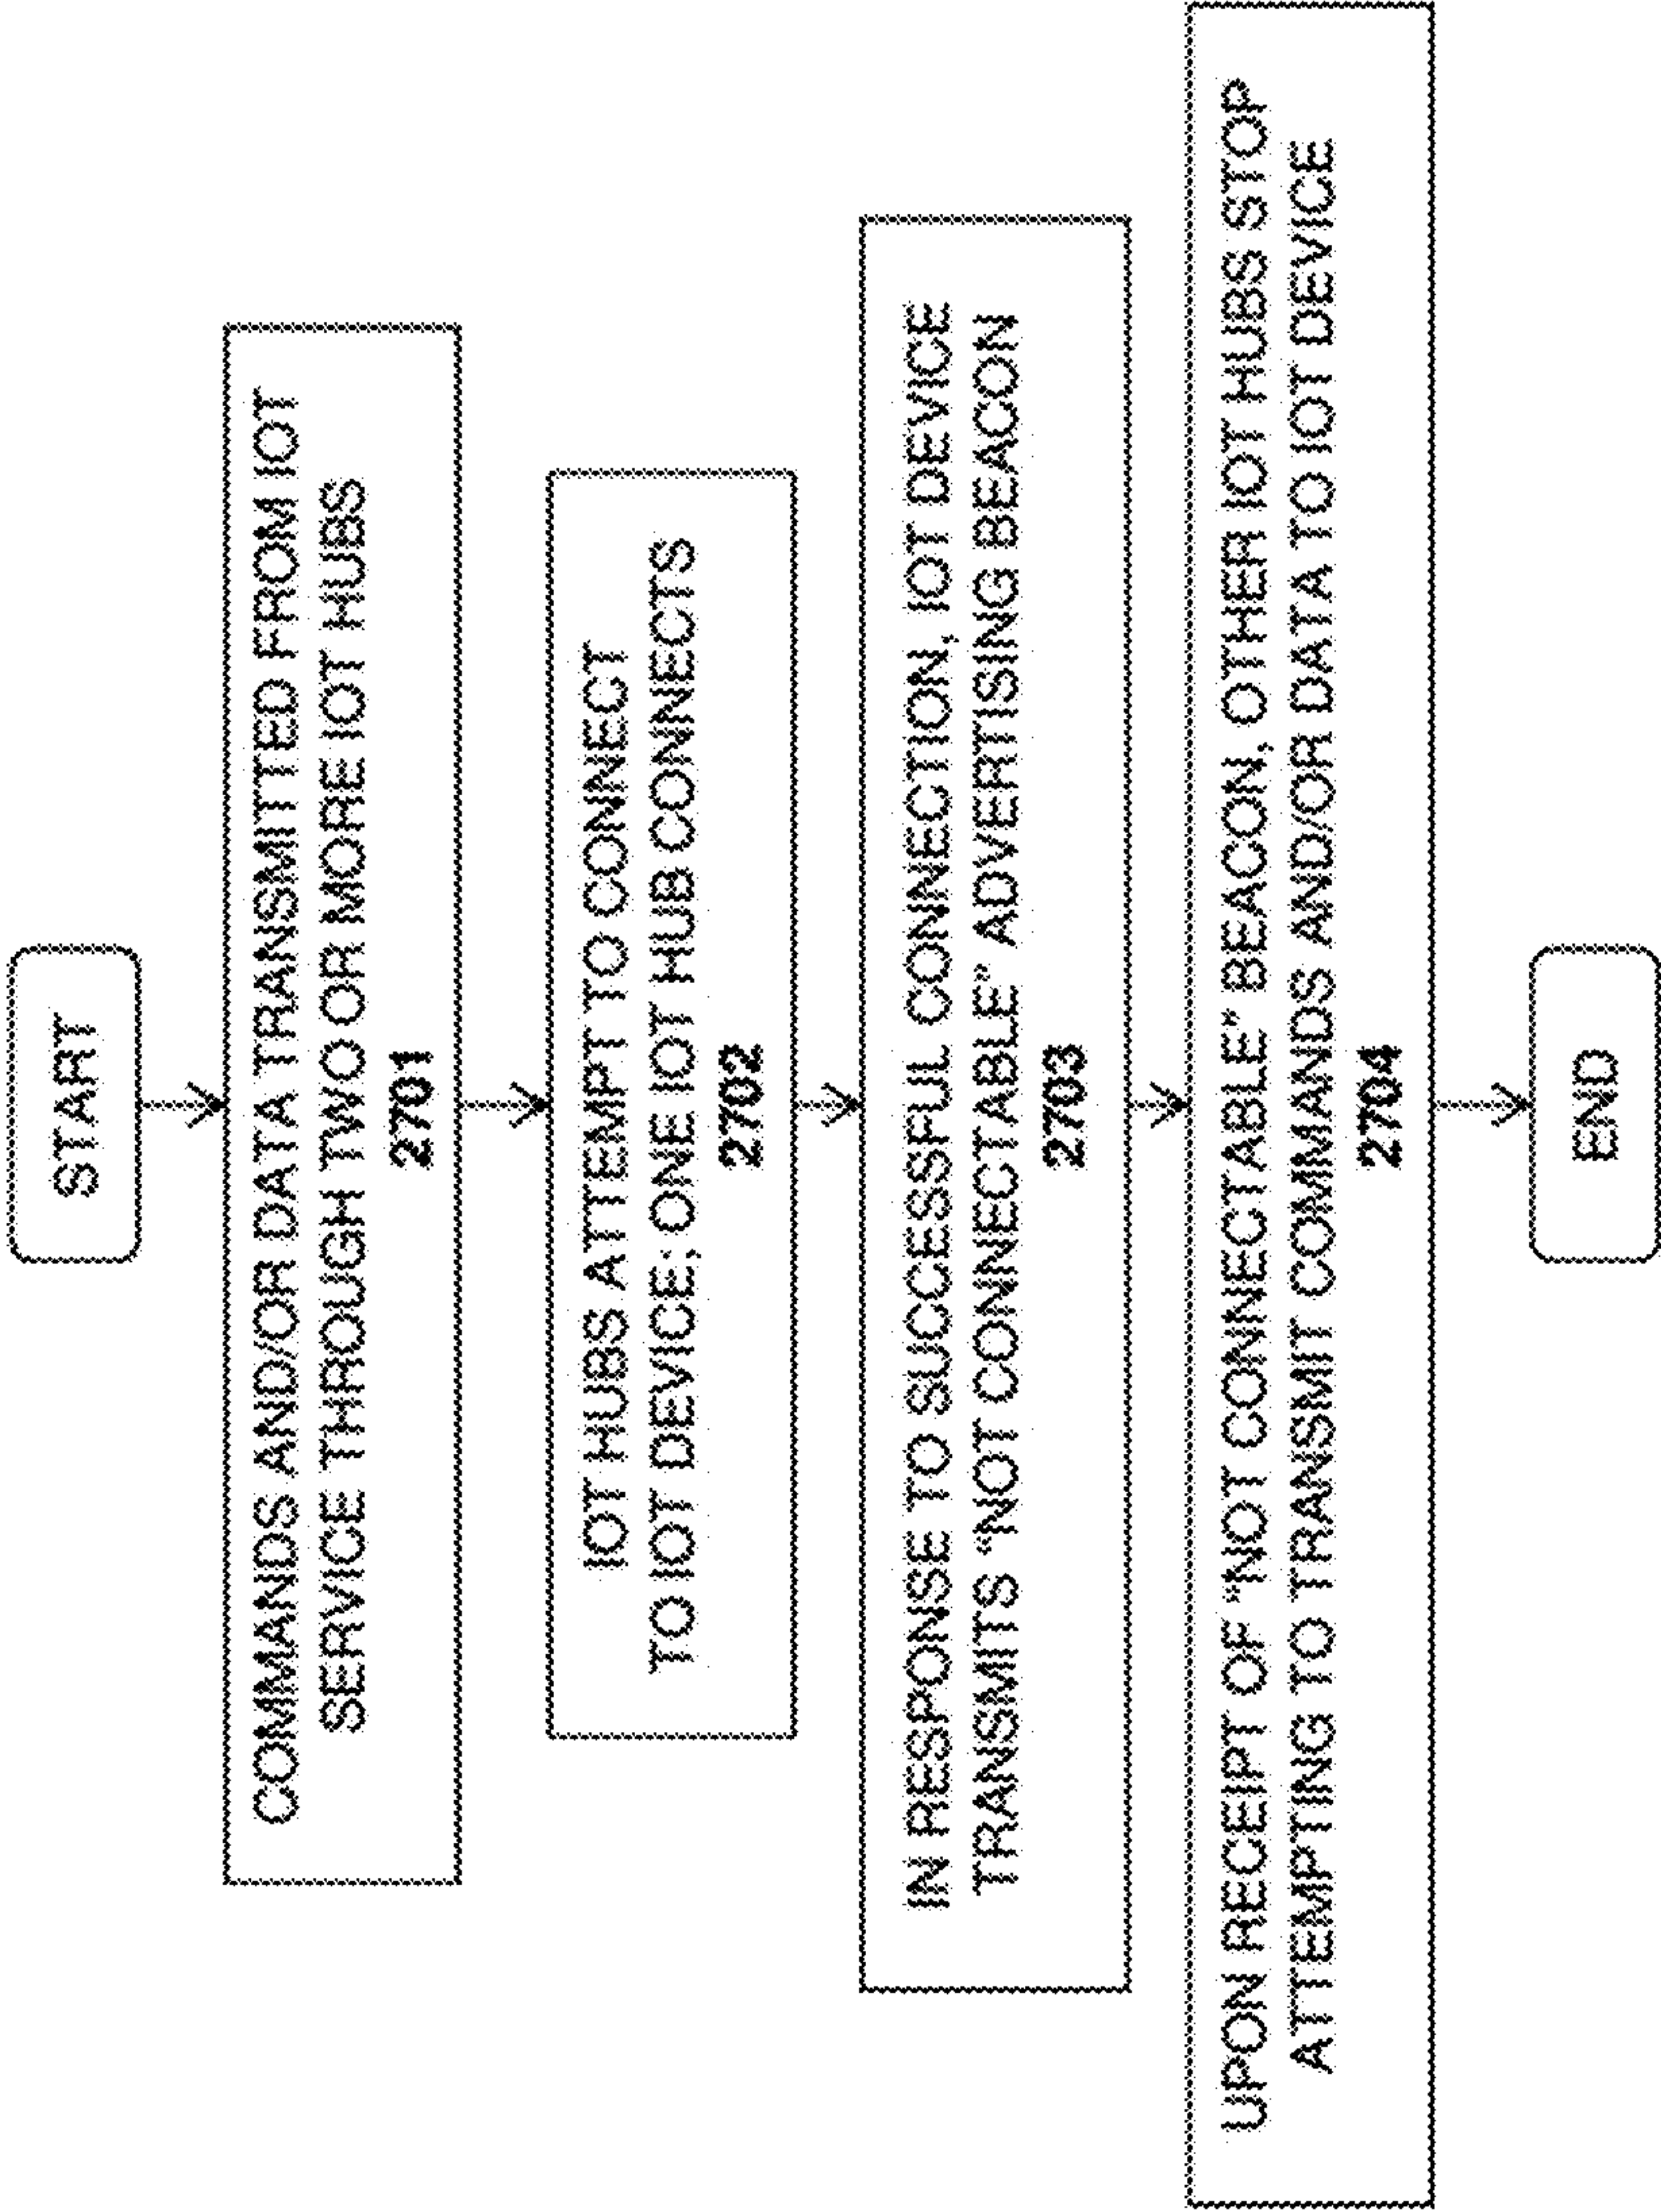 START
COMMANDS AND/OR DATA TRANSMITTED FROM IOT
SERVICE THROUGH TWO OR MORE IOT HUBS
2701
IOT HUBS ATTEMPT TO CONNECT
TO IOT DEVICE; ONE IOT HUB CONNECTS
2702
IN RESPONSE TO SUCCESSFUL CONNECTION, IOT DEVICE
TRANSMITS "NOT CONNECTABLE" ADVERTISING BEACON
2703
UPON RECEIPT OF "NOT CONNECTABLE" BEACON, OTHER IOT HUBS STOP
ATTEMPTING TO TRANSMIT COMMANDS AND/OR DATA TO IOT DEVICE
2704
END